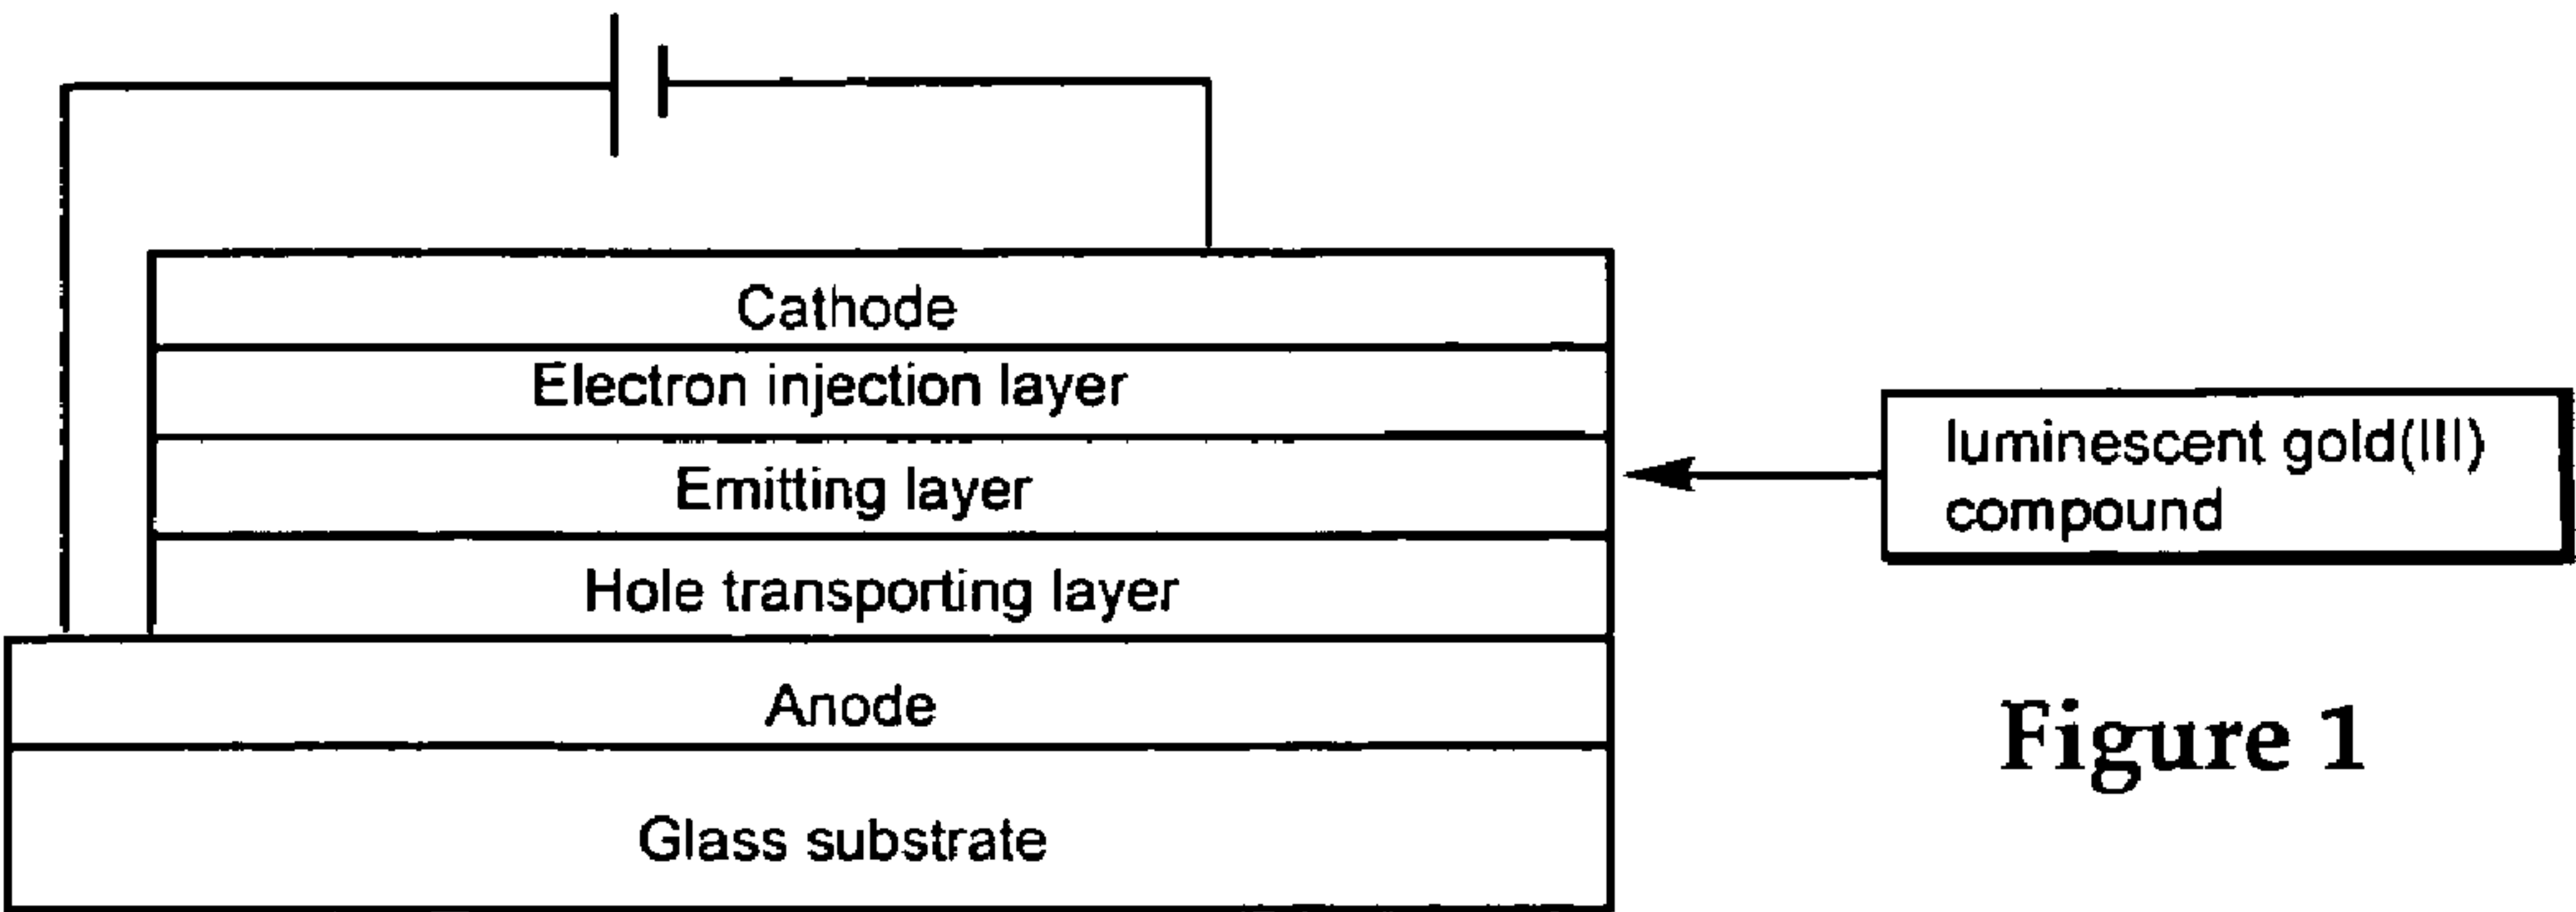 Cathode
Electron injection layer
Emitting layer
Hole transporting layer
Anode
Glass substrate
luminescent gold(III)
compound
Figure 1